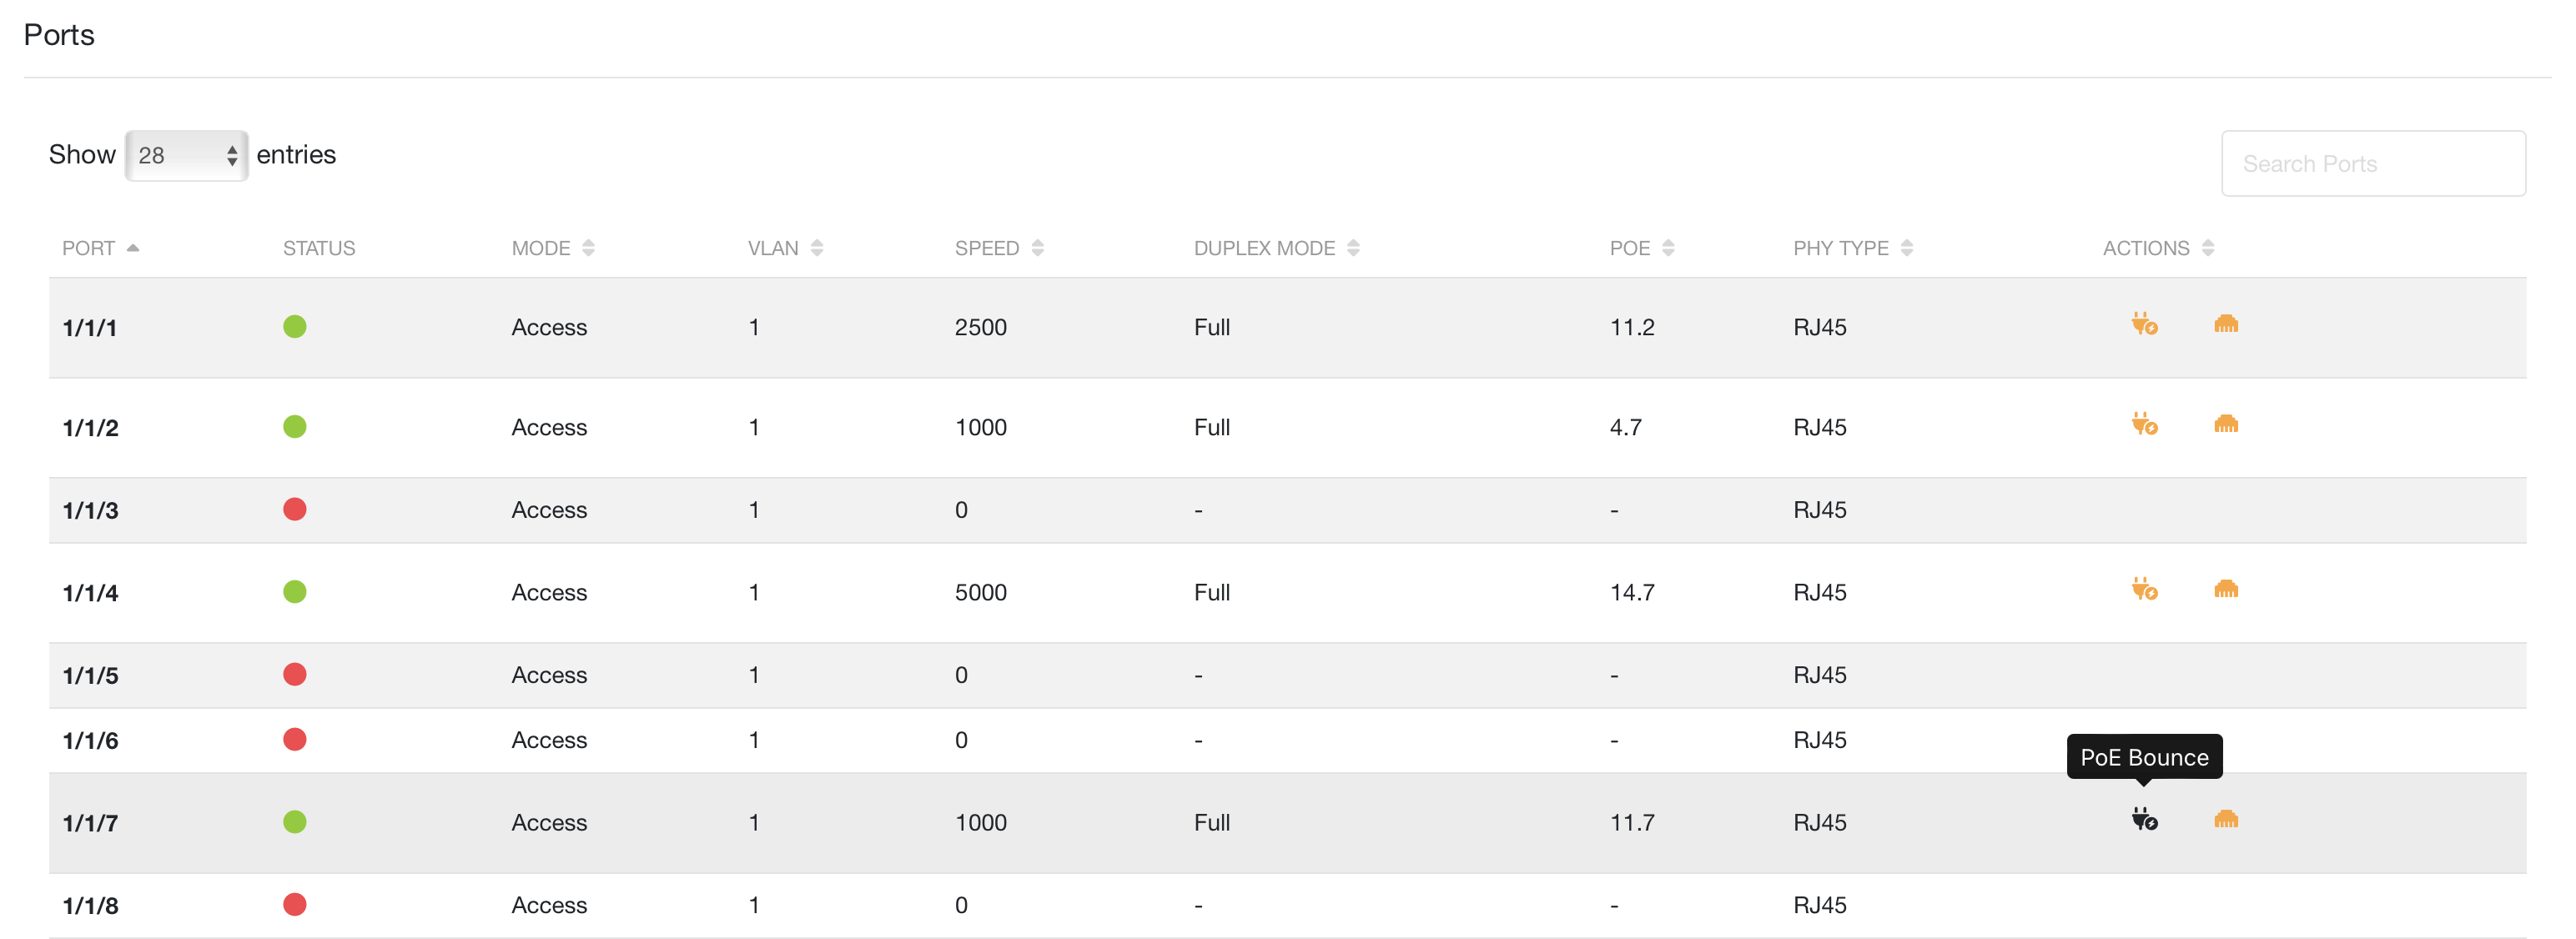 Ports
Show 28 entries
Search Ports
PORT STATUS MODE VLAN SPEED DUPLEX MODE POE PHY TYPE ACTIONS
1/1/1 Access 1 2500 Full 11.2 RJ45
1/1/2 Access 1 1000 Full 4.7 RJ45
1/1/3 Access 1 0 - - RJ45
1/1/4 Access 1 5000 Full 14.7 RJ45
1/1/5 Access 1 0 - - RJ45
1/1/6 Access 1 0 - - RJ45
PoE Bounce
1/1/7 Access 1 1000 Full 11.7 RJ45
1/1/8 Access 1 0 - - RJ45